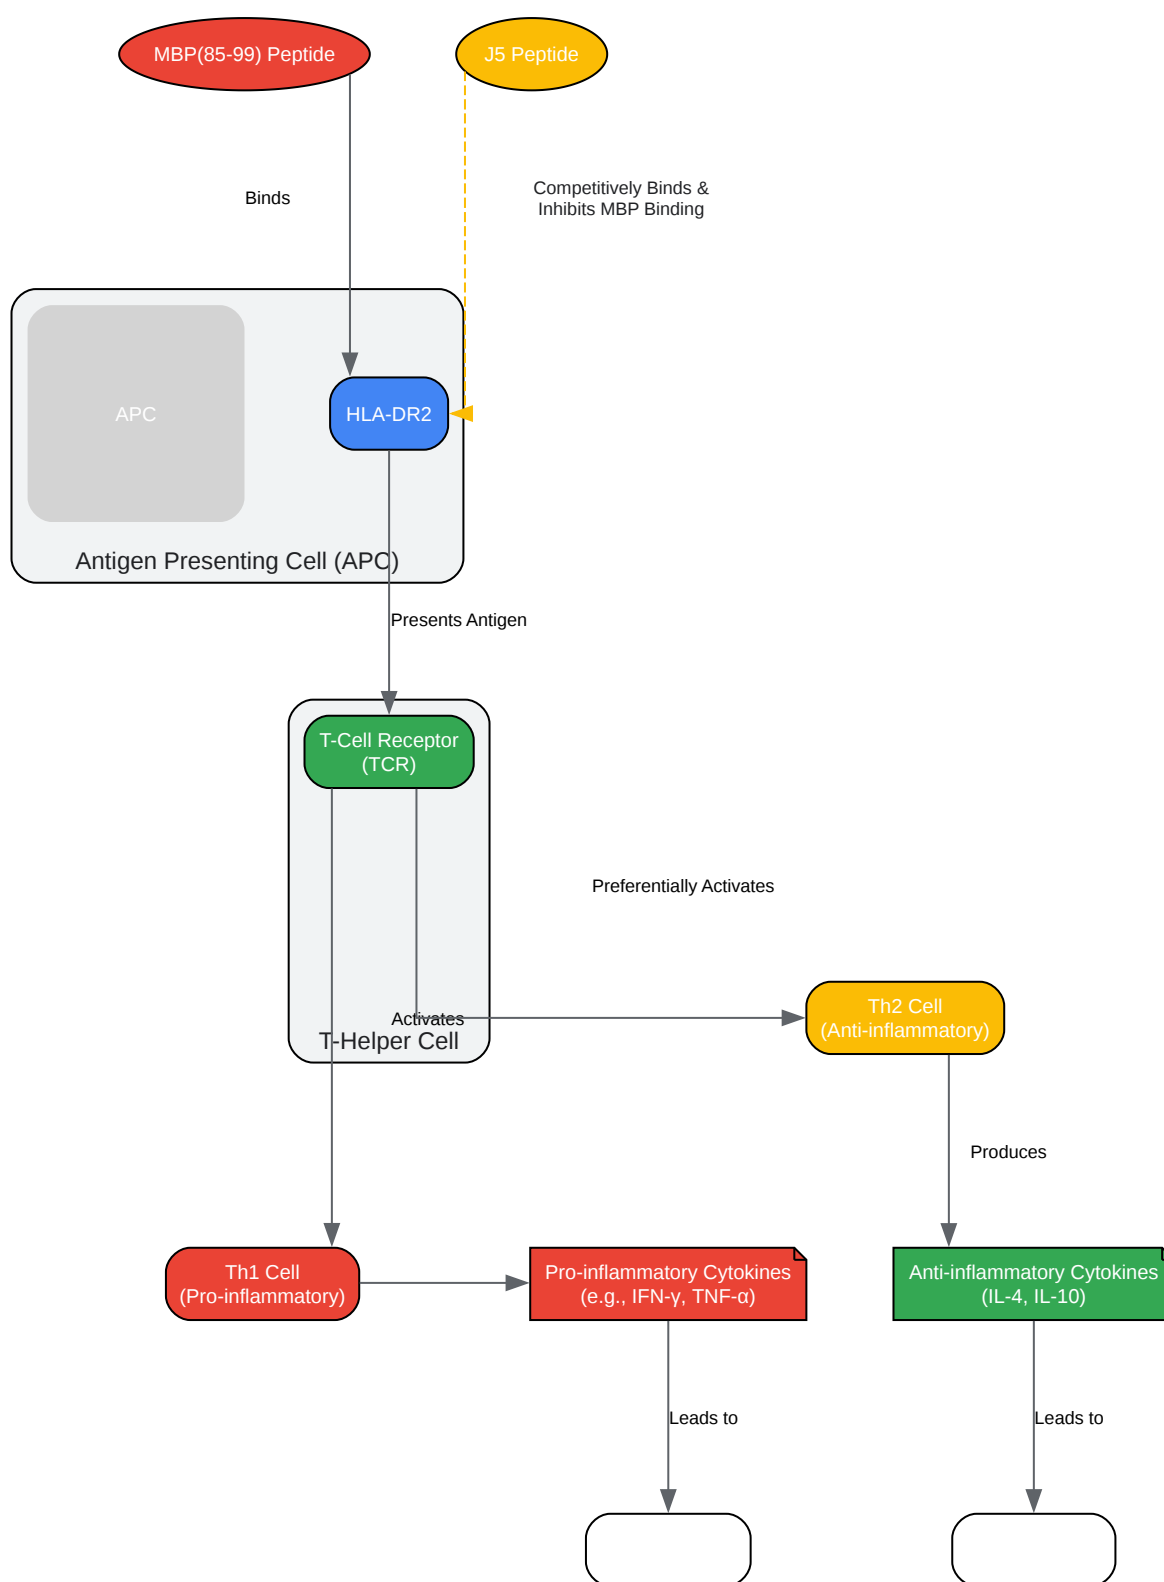 MBP(85-99) Peptide
J5 Peptide
Binds
Competitively Binds &
Inhibits MBP Binding
APC
HLA-DR2
Antigen Presenting Cell (APC)
Presents Antigen
T-Cell Receptor
(TCR)
Preferentially Activates
Activates
T-Helper Cell
Th2 Cell
(Anti-inflammatory)
Produces
Th1 Cell
(Pro-inflammatory)
Pro-inflammatory Cytokines
(e.g., IFN-γ, TNF-α)
Anti-inflammatory Cytokines
(IL-4, IL-10)
Leads to
Leads to